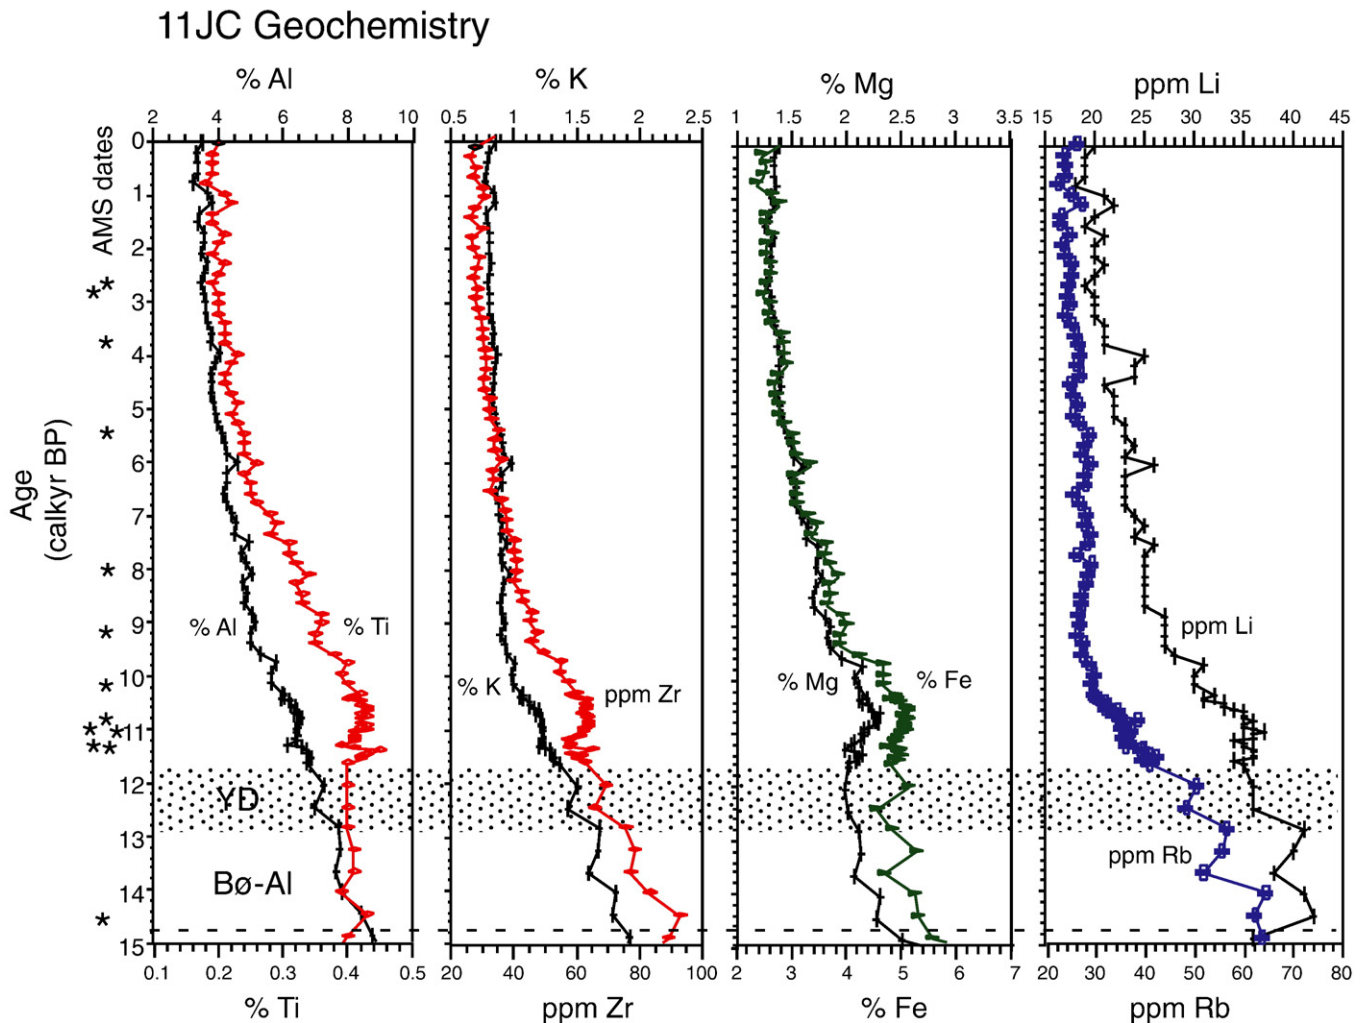 11JC Geochemistry
% Al % K % Mg ppm Li
2 4 6 8 10 0.5 1 1.5 2 2.5 1 1.5 2 2.5 3 3.5 15 20 25 30 35 40 45
AMS dates
Age
(calkyr BP)
0
1
2
3
4
5
6
7
8
9
10
11
12
13
14
15
% Al % Ti
% K ppm Zr
% Mg % Fe
ppm Li
YD
ppm Rb
Bø-Al
0.1 0.2 0.3 0.4 0.5 20 40 60 80 100 2 3 4 5 6 7 20 30 40 50 60 70 80
% Ti ppm Zr % Fe ppm Rb